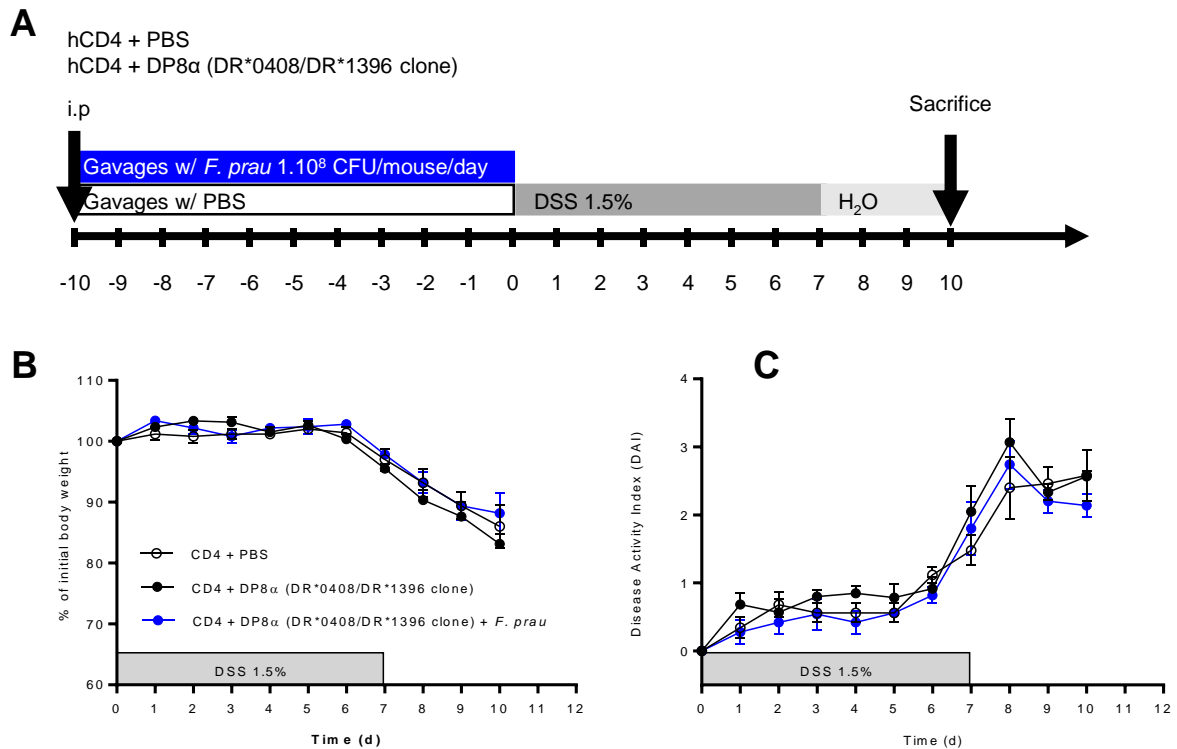 A
hCD4 + PBS
hCD4 + DP8α (DR*0408/DR*1396 clone)
i.p
Sacrifice
Gavages w/ F. prau 1.10⁸ CFU/mouse/day
Gavages w/ PBS
DSS 1.5%
H₂O
-10 -9 -8 -7 -6 -5 -4 -3 -2 -1 0 1 2 3 4 5 6 7 8 9 10
B
% of initial body weight
110
100
90
80
70
60
CD4 + PBS
CD4 + DP8α (DR*0408/DR*1396 clone)
CD4 + DP8α (DR*0408/DR*1396 clone) + F. prau
DSS 1.5%
0 1 2 3 4 5 6 7 8 9 10 11 12
Time (d)
C
Disease Activity Index (DAI)
4
3
2
1
0
DSS 1.5%
0 1 2 3 4 5 6 7 8 9 10 11 12
Time (d)